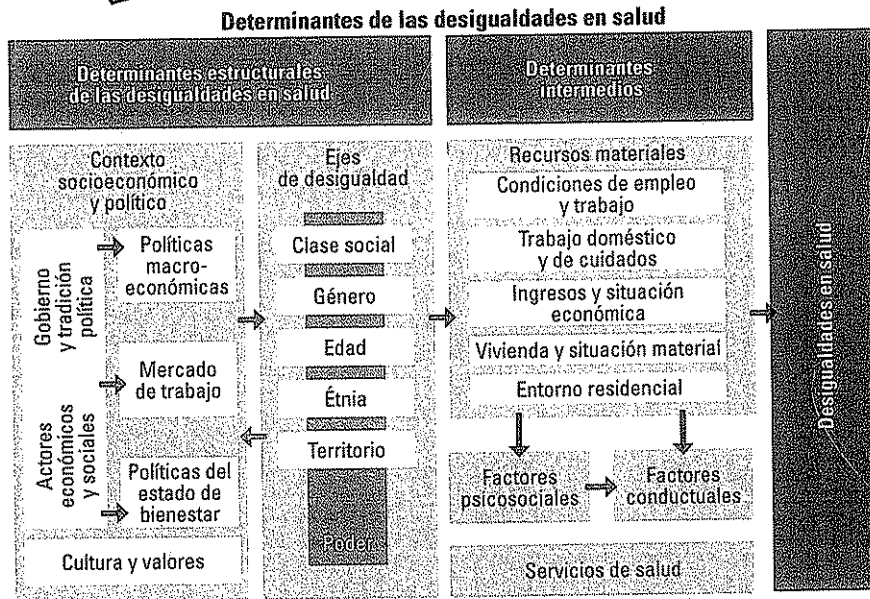 Determinantes de las desigualdades en salud
Determinantes estructurales
de las desigualdades en salud
Determinantes
intermedios
Contexto
socioeconómico
y político
Gobierno
y tradición
política
Actores
económicos
y sociales
Políticas
macro-
económicas
Mercado
de trabajo
Políticas del
estado de
bienestar
Cultura y valores
Ejes
de desigualdad
Clase social
Género
Edad
Étnia
Territorio
Poder
Recursos materiales
Condiciones de empleo
y trabajo
Trabajo doméstico
y de cuidados
Ingresos y situación
económica
Vivienda y situación material
Entorno residencial
Factores
psicosociales
Factores
conductuales
Servicios de salud
Desigualdades en salud